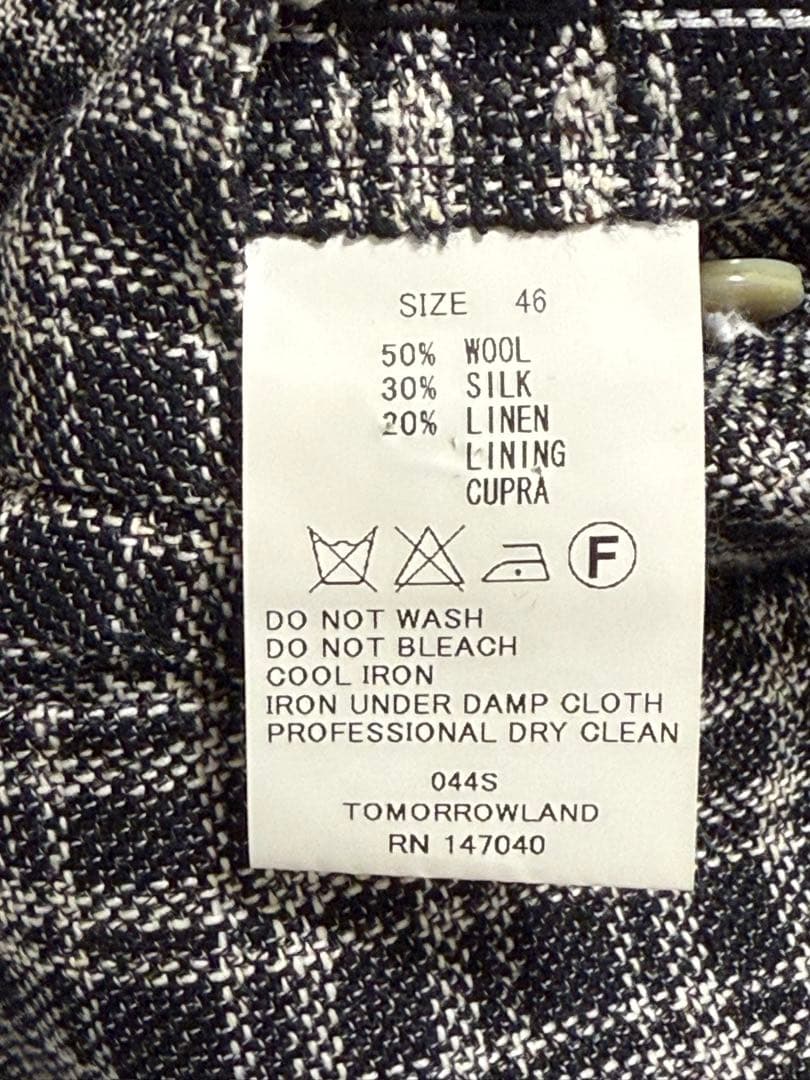 SIZE 46
50% WOOL
30% SILK
20% LINEN
LINING
CUPRA
F
DO NOT WASH
DO NOT BLEACH
COOL IRON
IRON UNDER DAMP CLOTH
PROFESSIONAL DRY CLEAN
044S
TOMORROWLAND
RN 147040